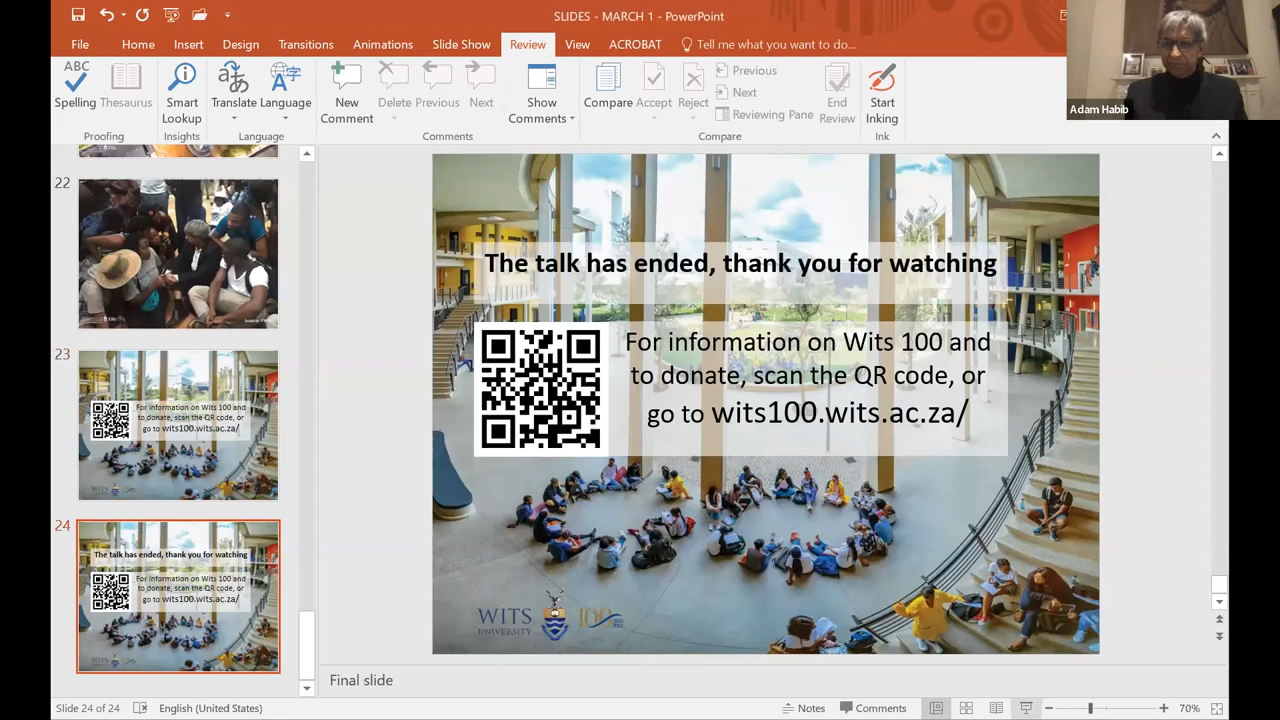 SLIDES - MARCH 1 - PowerPoint
File Home Insert Design Transitions Animations Slide Show Review View ACROBAT Tell me what you want to do...
ABC
Spelling
Thesaurus
Proofing
Smart
Lookup
Insights
Translate
Language
Language
New
Comment
Delete
Previous
Next
Show
Comments
Comments
Compare
Accept
Reject
Previous
Next
Reviewing Pane
End
Review
Compare
Start
Inking
Ink
Adam Habib
22
23
For information on Wits 100 and
to donate, scan the QR code, or
go to wits100.wits.ac.za/
24
The talk has ended, thank you for watching
For information on Wits 100 and
to donate, scan the QR code, or
go to wits100.wits.ac.za/
The talk has ended, thank you for watching
For information on Wits 100 and
to donate, scan the QR code, or
go to wits100.wits.ac.za/
WITS
UNIVERSITY
100
Final slide
Slide 24 of 24 English (United States) Notes Comments 70%